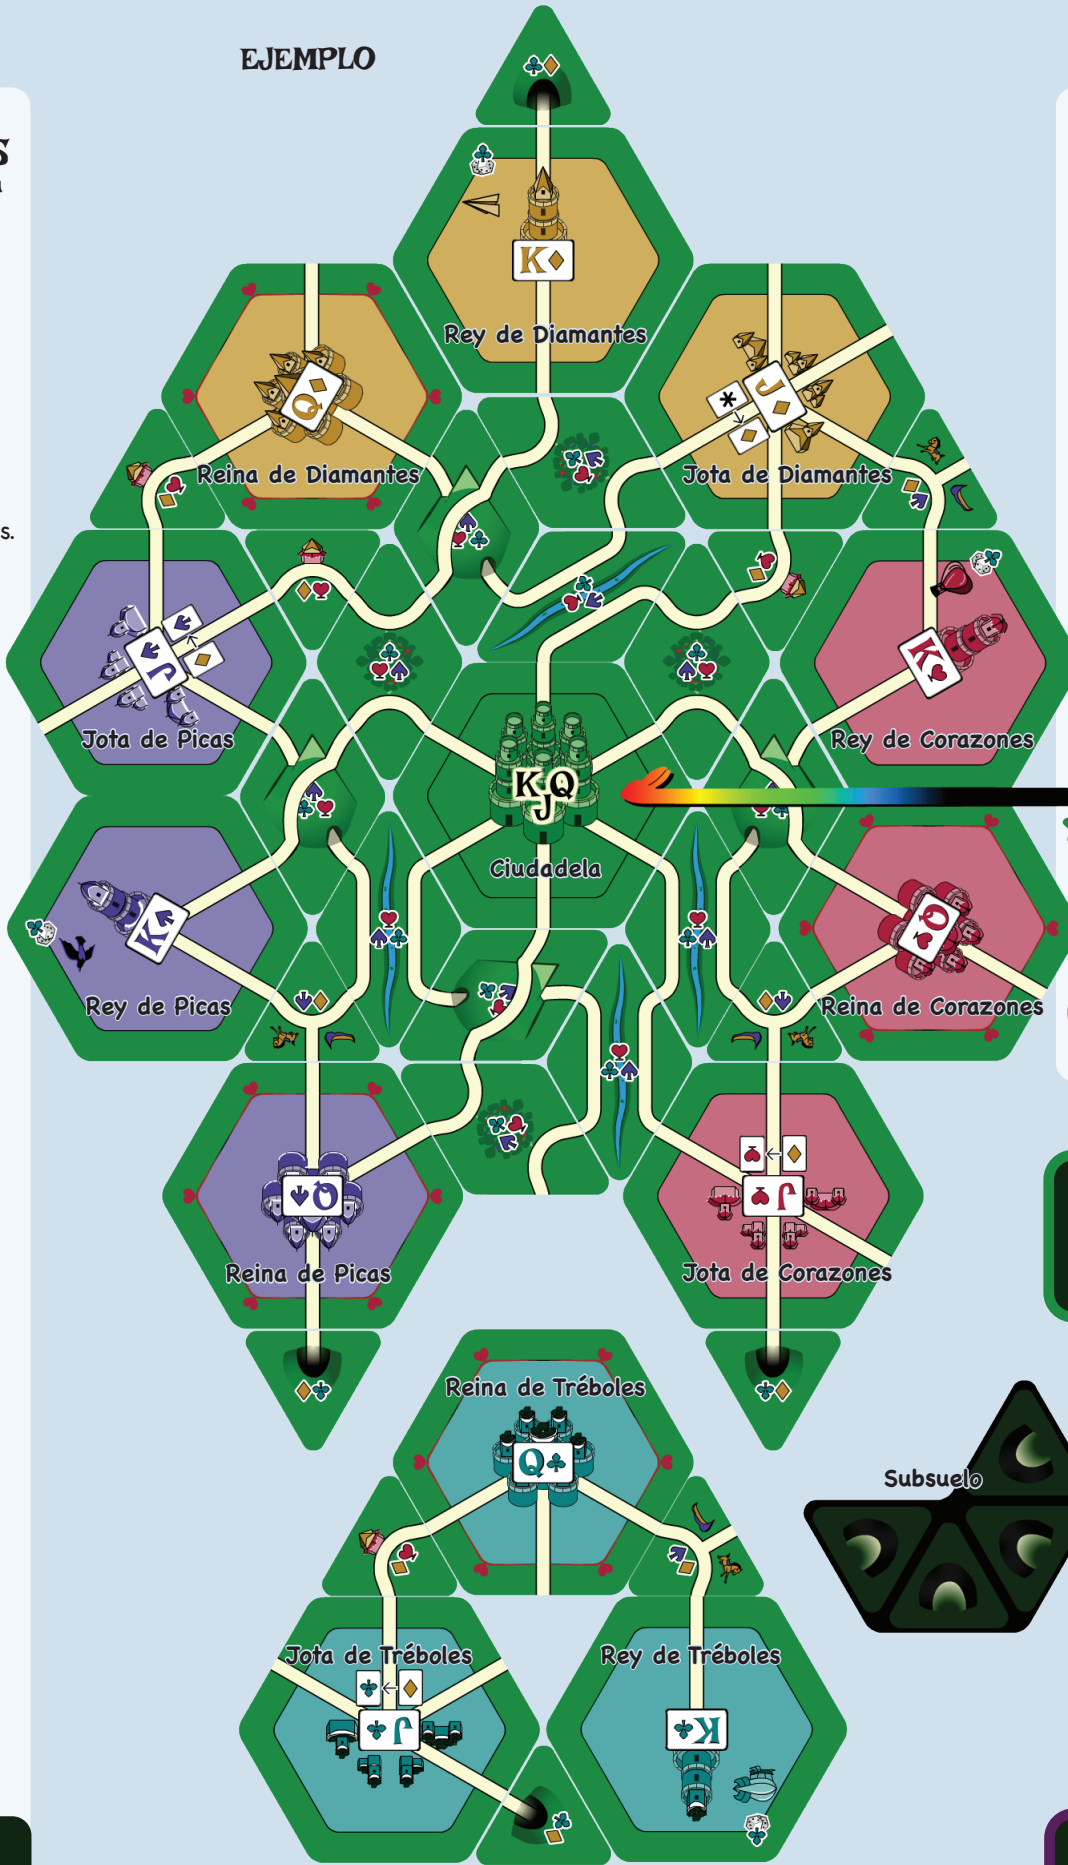 EJEMPLO
S
s.
K
Rey de Diamantes
Q
Reina de Diamantes
J
*
Jota de Diamantes
J
Jota de Picas
K
Rey de Corazones
K Q
J
Ciudadela
K
Rey de Picas
Q
Reina de Corazones
Q
Reina de Picas
J
Jota de Corazones
Reina de Tréboles
Q
Subsuelo
Jota de Tréboles
J
Rey de Tréboles
K